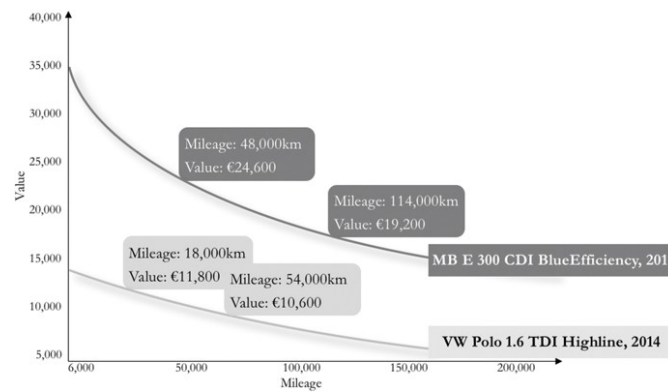 40,000
35,000
30,000
25,000
20,000
15,000
10,000
5,000
Value
Mileage: 48,000km
Value: €24,600
Mileage: 114,000km
Value: €19,200
MB E 300 CDI BlueEfficiency, 201
Mileage: 18,000km
Value: €11,800
Mileage: 54,000km
Value: €10,600
VW Polo 1.6 TDI Highline, 2014
6,000
50,000
100,000
150,000
200,000
Mileage